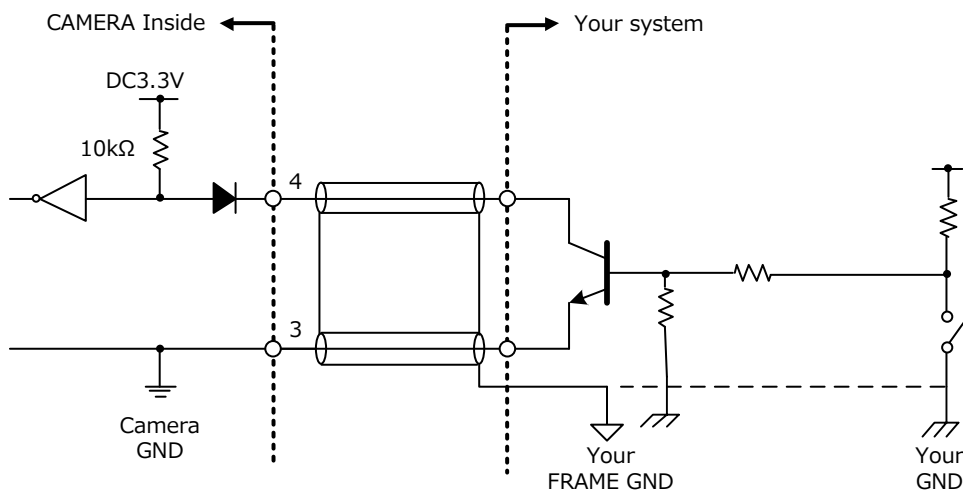 CAMERA Inside
Your system
DC3.3V
10kΩ
4
3
Camera
GND
Your
FRAME GND
Your
GND